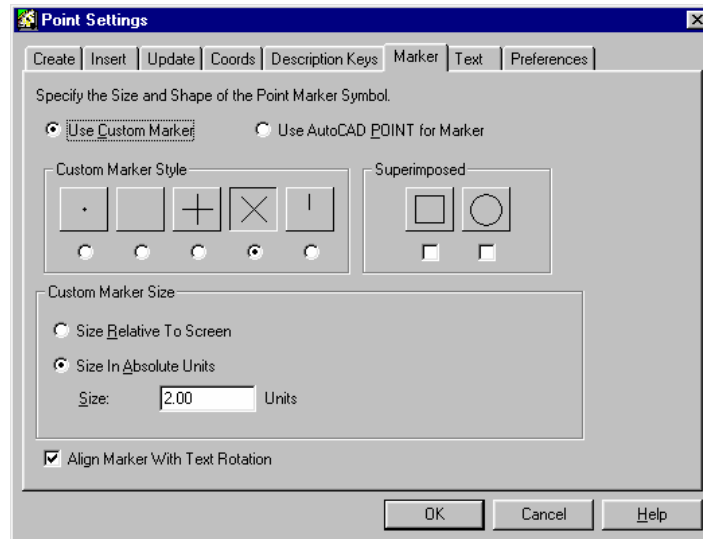 Point Settings
Create Insert Update Coords Description Keys Marker Text Preferences
Specify the Size and Shape of the Point Marker Symbol.
Use Custom Marker Use AutoCAD POINT for Marker
Custom Marker Style Superimposed
Custom Marker Size
Size Relative To Screen
Size In Absolute Units
Size: 2.00 Units
Align Marker With Text Rotation
OK Cancel Help